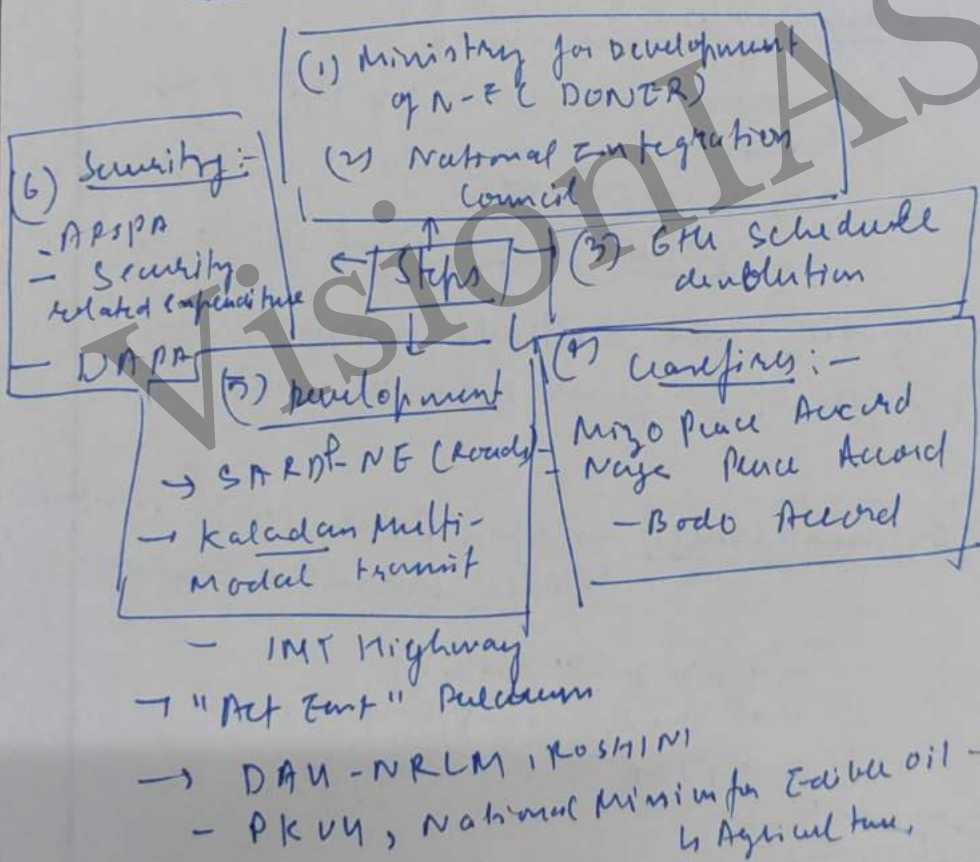 (1) Ministry for Development
of N-E ( DONER)
(2) National Integration
Council
(6) Security :-
- AFSPA
- Security
related expenditure
- DAPA
Steps
(3) 6th Schedule
devolution
(4) Ceasefires : -
- Mizo Peace Accord
- Naga Peace Accord
- Bodo Accord
(5) Development
→ SARDP-NE (Roads)
→ Kaladan Multi-
Modal transit
- IMT Highway
→ "Act East"
→ DAY - NRLM, ROSHINI
- PKVY, National Mission for Edible oil -
↳ Agriculture.
VisionIAS